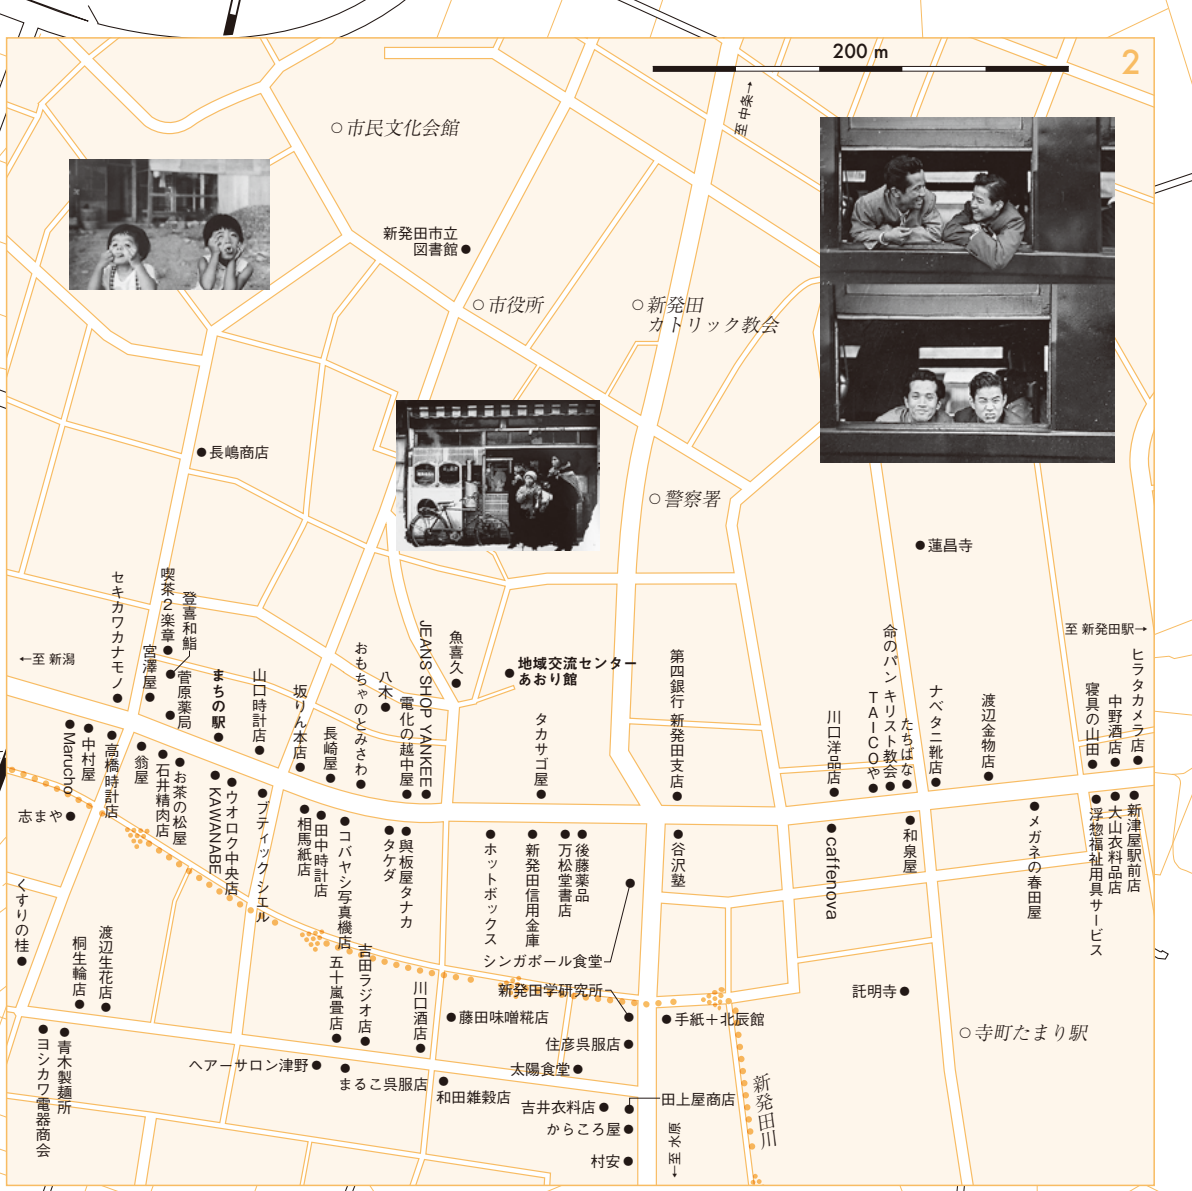 200 m
2
至 中条→
○市民文化会館
新発田市立
図書館●
○市役所
○新発田
カトリック教会
●長嶋商店
○警察署
●蓮昌寺
←至 新潟
至 新発田駅→
セキカワカナモノ●
喫茶2楽章●
登喜和鮨
宮澤屋●
菅原薬局
まちの駅●
山口時計店●
坂りん本店●
長崎屋●
おもちゃのとみさわ●
八木●
電化の越中屋●
JEANS SHOP YANKEE●
魚喜久●
●地域交流センター
あおり館
タカサゴ屋●
第四銀行 新発田支店●
川口洋品店●
TAICOや●
命のパン キリスト教会●
たちばな●
ナベタニ靴店●
渡辺金物店●
寝具の山田●
中野酒店●
ヒラタカメラ店●
●Marucho
●中村屋
●高橋時計店
●翁屋
●石井精肉店
●お茶の松屋
●KAWANABE
●ウオロク中央店
●ブティック シエル
●相馬紙店
●田中時計店
●コバヤシ写真機店
●タケダ
●與板屋タナカ
●ホットボックス
●新発田信用金庫
●万松堂書店
●後藤薬品
●谷沢塾
●caffenova
●和泉屋
●メガネの春田屋
●浮惣福祉用具サービス
●大山衣料品店
●新津屋駅前店
志まや●
くすりの桂●
桐生輪店●
渡辺生花店●
五十嵐畳店●
吉田ラジオ店●
川口酒店●
シンガポール食堂
新発田学研究所
●藤田味噌糀店
●手紙+北辰館
託明寺●
○寺町たまり駅
住彦呉服店●
●ヨシカワ電器商会
●青木製麺所
ヘアーサロン津野●
まるこ呉服店
太陽食堂●
和田雑穀店
吉井衣料店●
田上屋商店
からころ屋●
村安●
←至 水原
新発田川